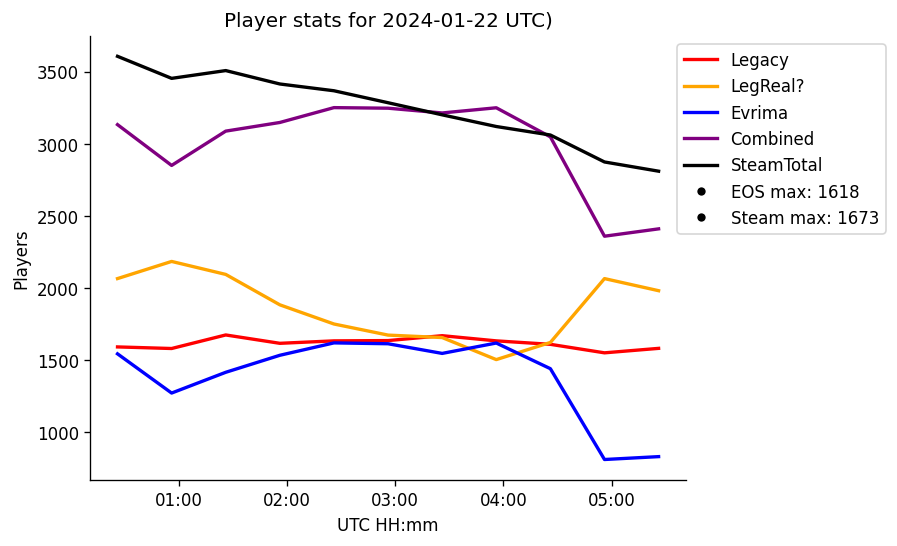 Player stats for 2024-01-22 UTC)
Legacy
LegReal?
Evrima
Combined
SteamTotal
EOS max: 1618
Steam max: 1673
Players
3500
3000
2500
2000
1500
1000
01:00
02:00
03:00
04:00
05:00
UTC HH:mm